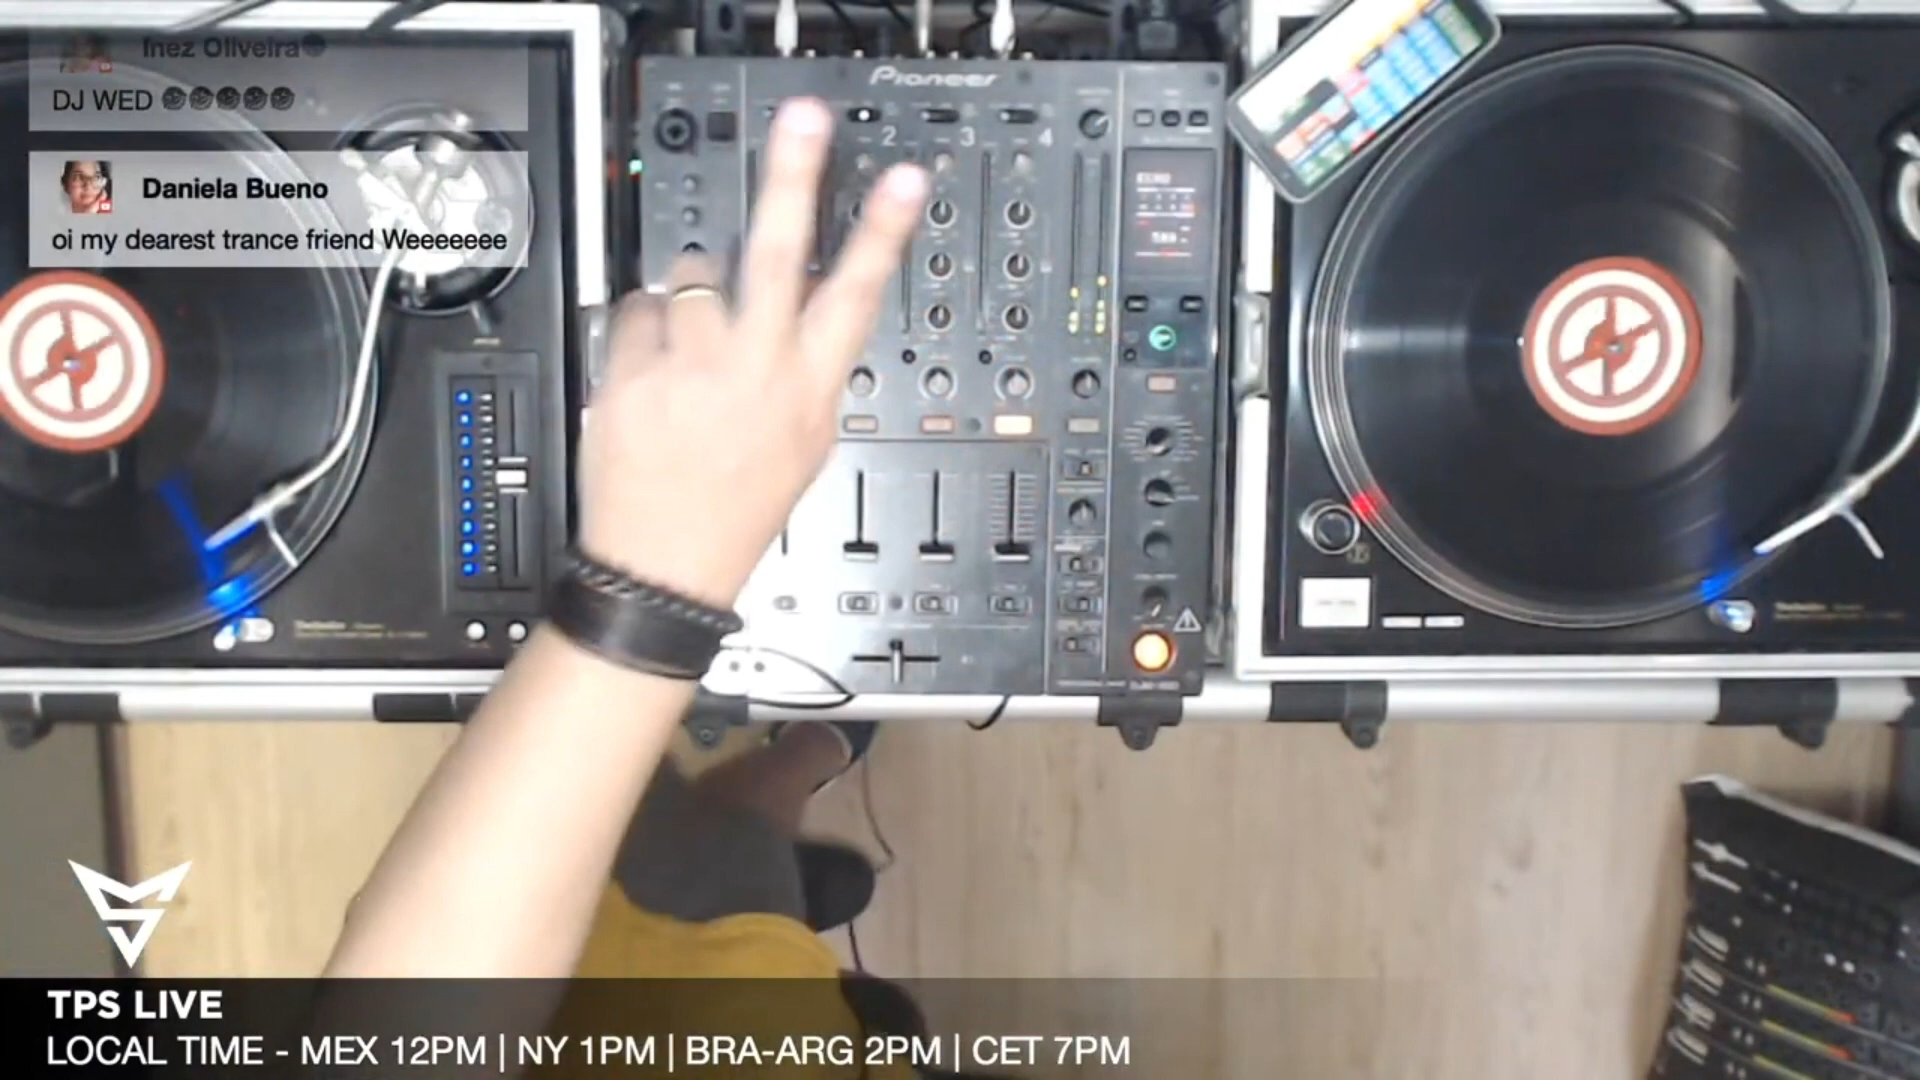 Inez Oliveira
DJ WED
Daniela Bueno
oi my dearest trance friend Weeeeeee
Pioneer
2 3 4
TPS LIVE
LOCAL TIME - MEX 12PM | NY 1PM | BRA-ARG 2PM | CET 7PM